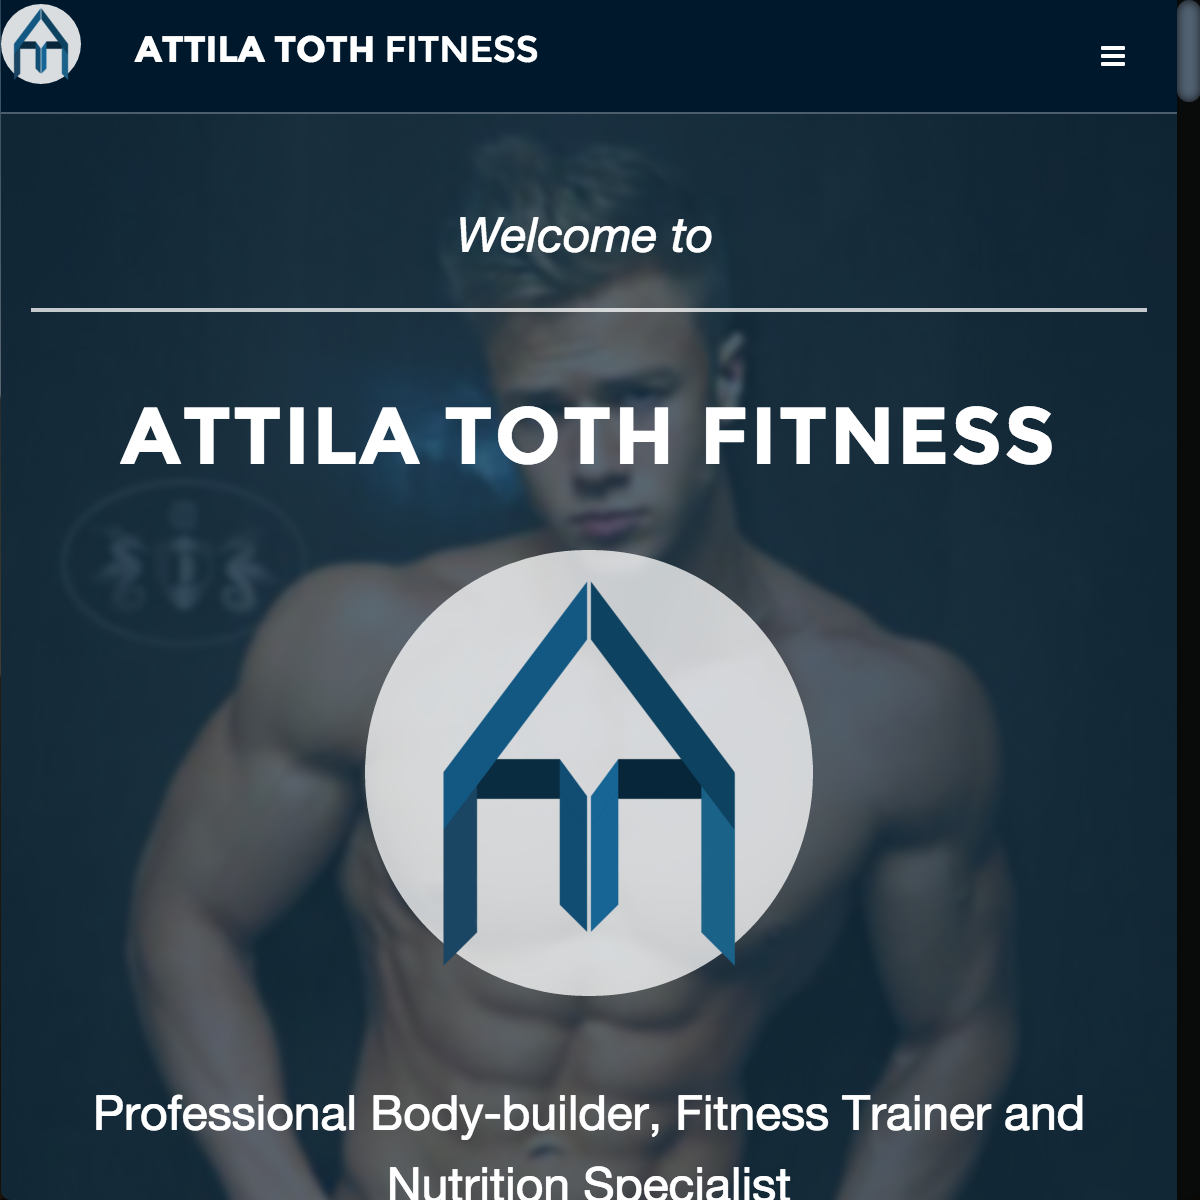 ATTILA TOTH FITNESS
Welcome to
ATTILA TOTH FITNESS
Professional Body-builder, Fitness Trainer and
Nutrition Specialist